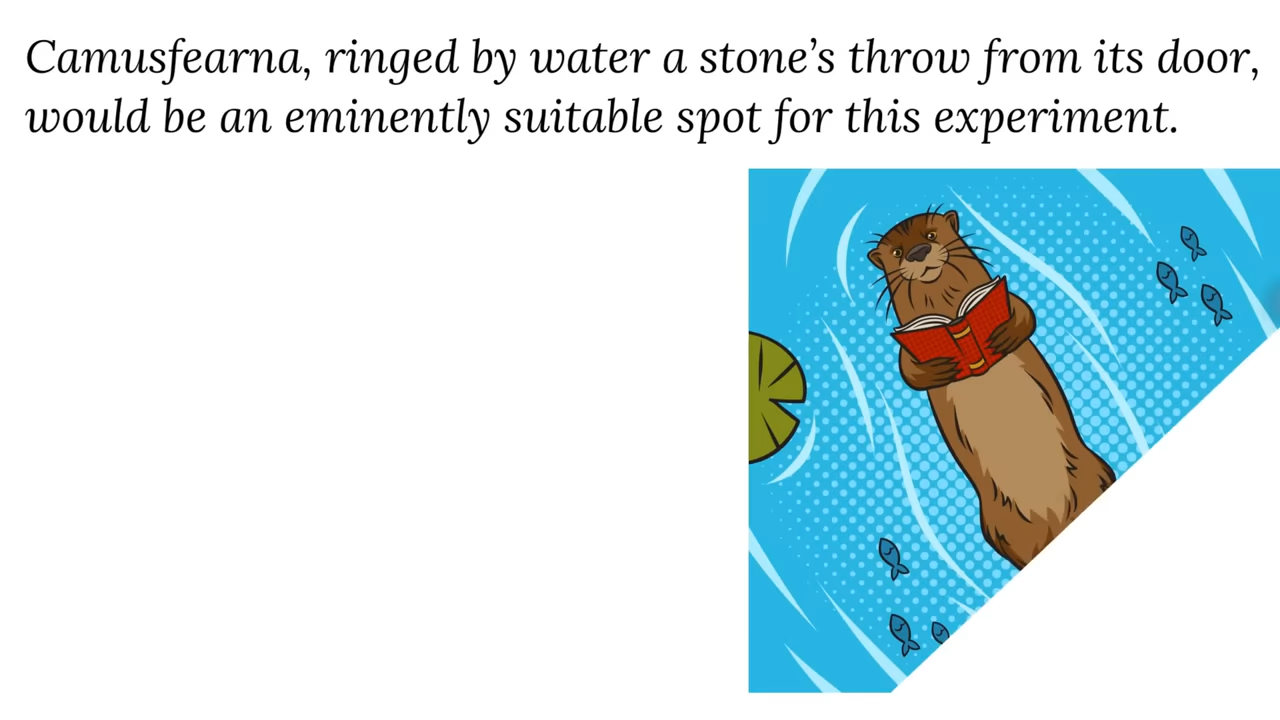 Camusfearna, ringed by water a stone’s throw from its door,
would be an eminently suitable spot for this experiment.